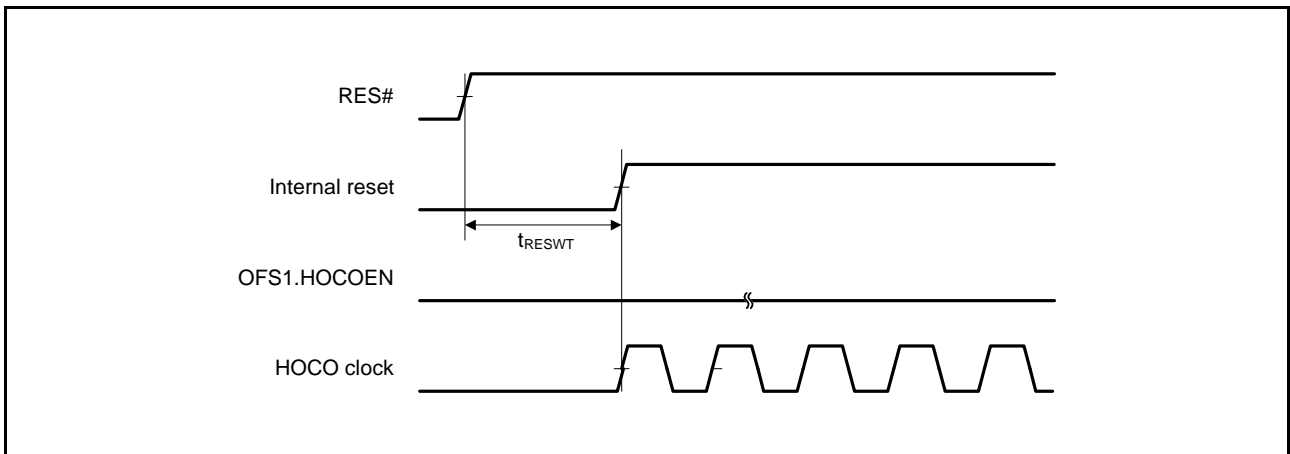 RES#
Internal reset
tRESWT
OFS1.HOCOEN
HOCO clock